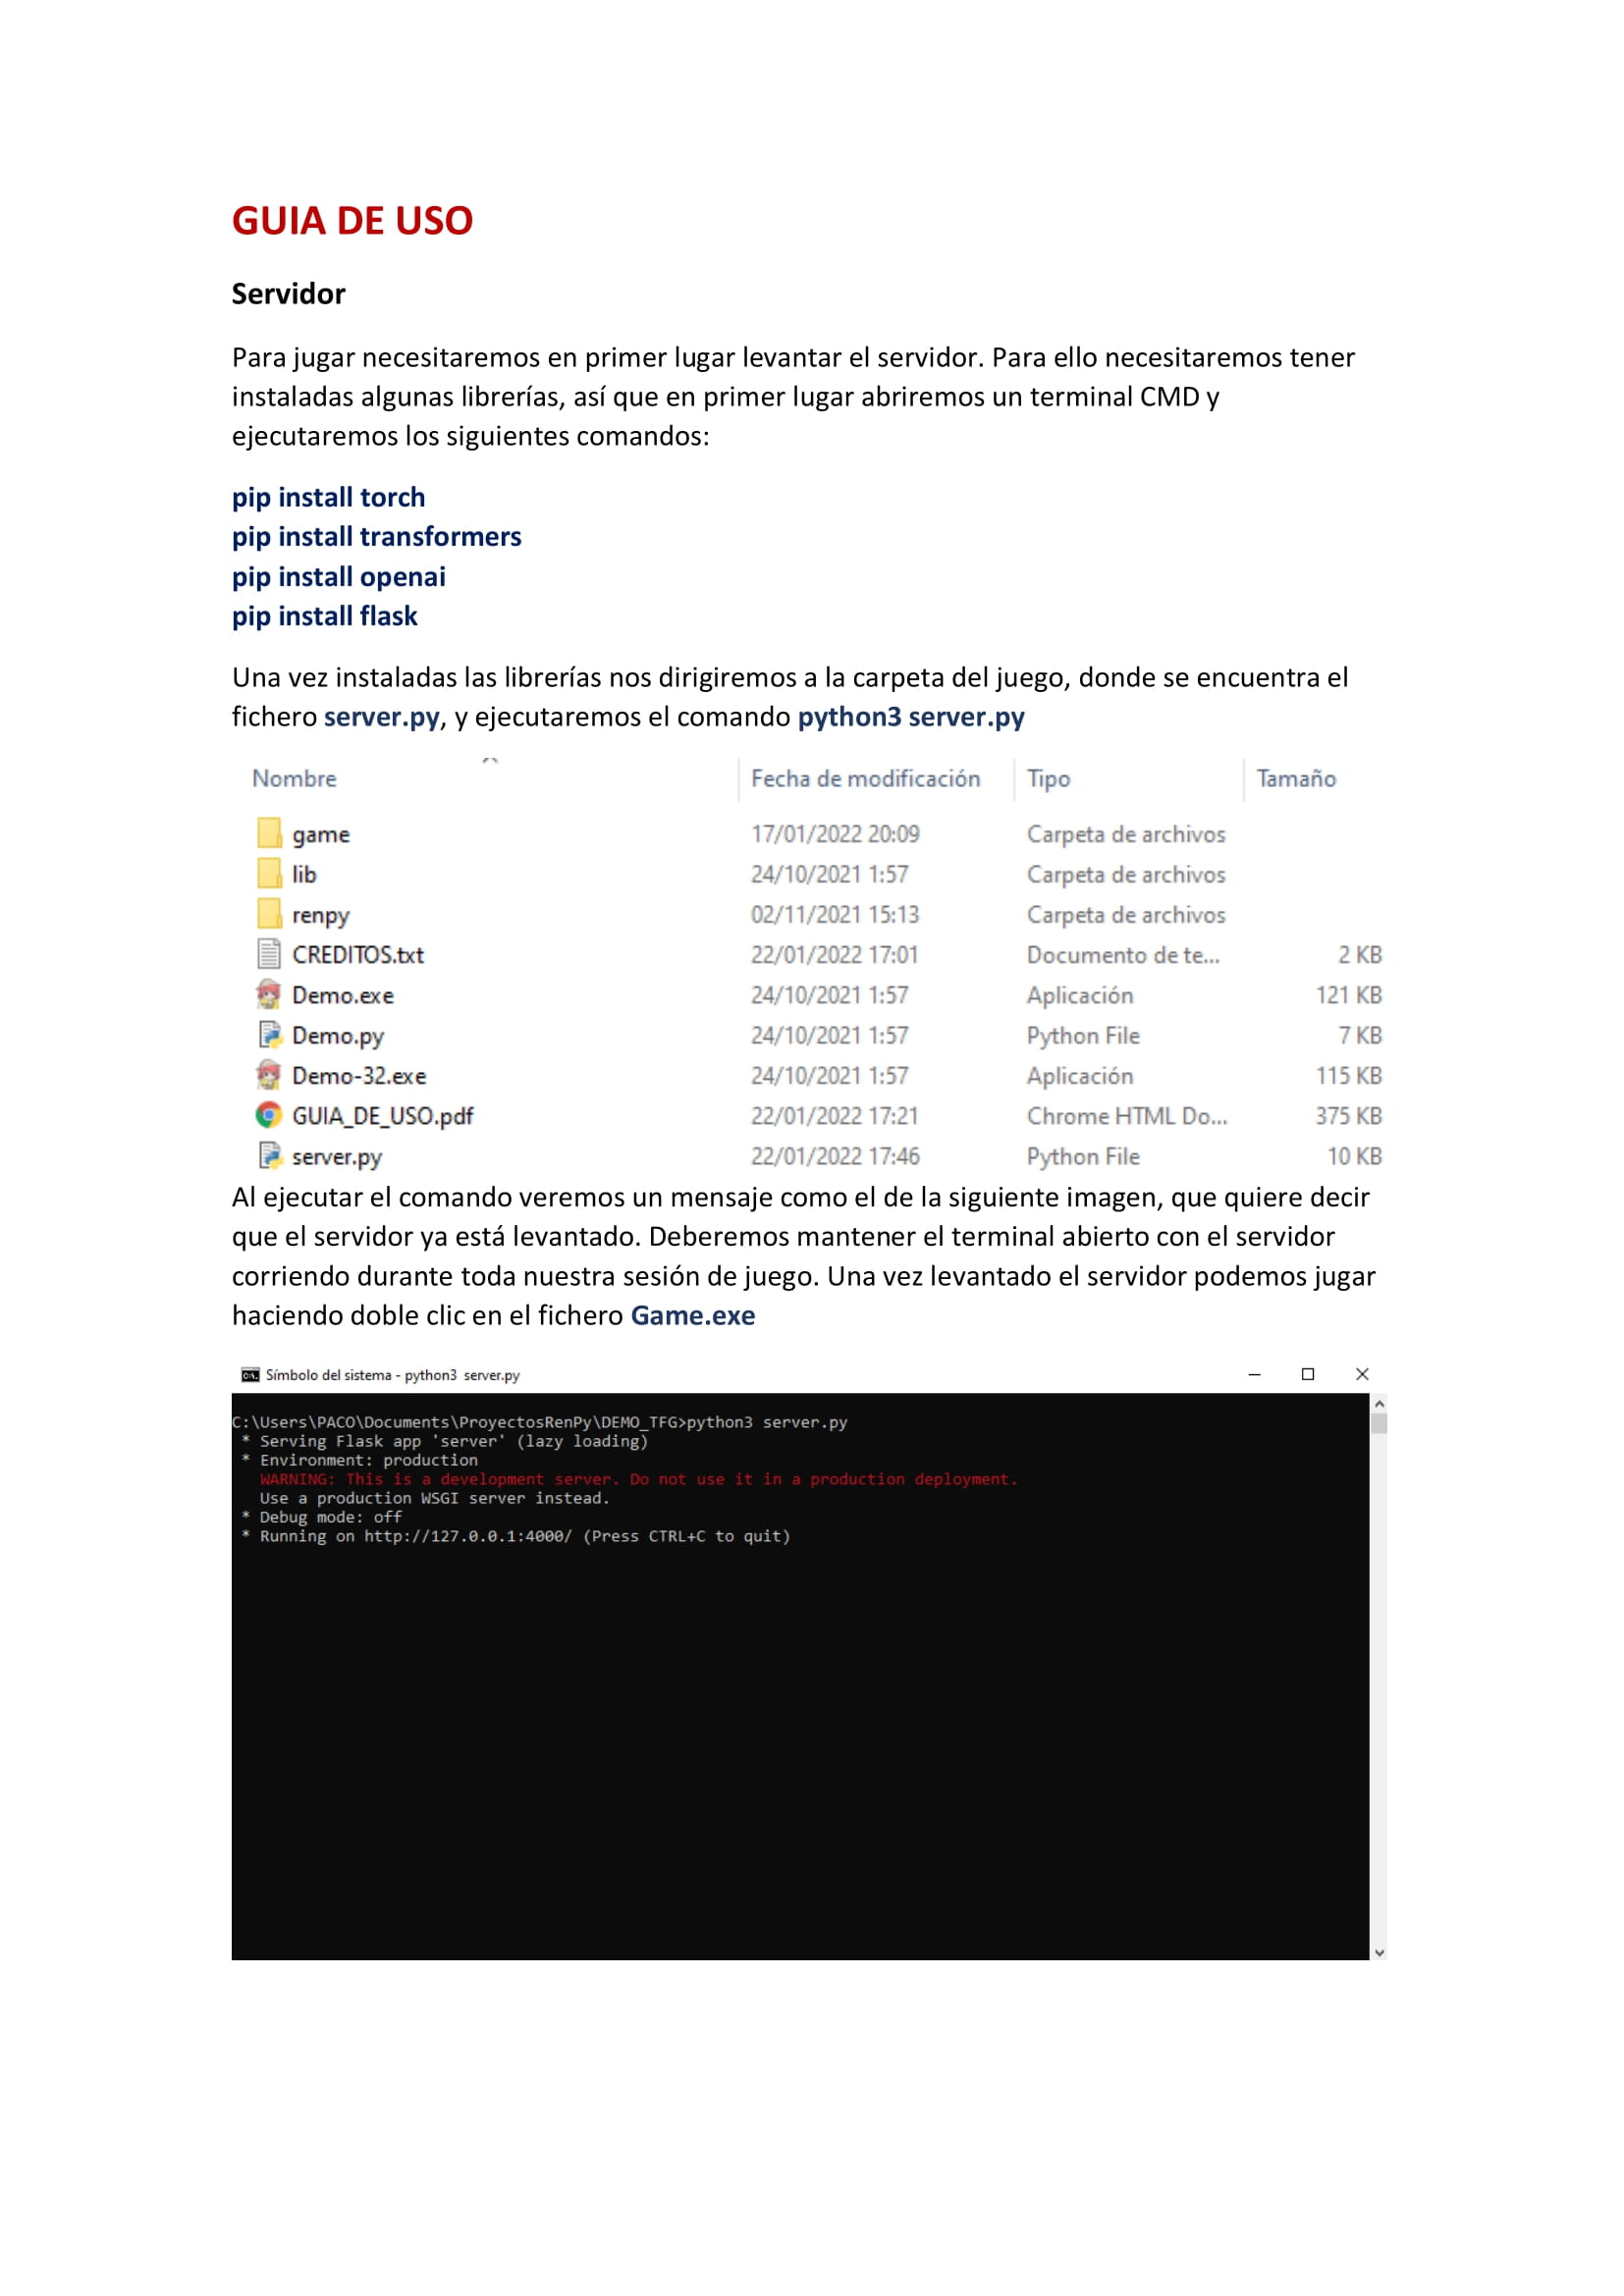 GUIA DE USO
Servidor
Para jugar necesitaremos en primer lugar levantar el servidor. Para ello necesitaremos tener
instaladas algunas librerías, así que en primer lugar abriremos un terminal CMD y
ejecutaremos los siguientes comandos:
pip install torch
pip install transformers
pip install openai
pip install flask
Una vez instaladas las librerías nos dirigiremos a la carpeta del juego, donde se encuentra el
fichero server.py, y ejecutaremos el comando python3 server.py
Nombre Fecha de modificación Tipo Tamaño
game 17/01/2022 20:09 Carpeta de archivos
lib 24/10/2021 1:57 Carpeta de archivos
renpy 02/11/2021 15:13 Carpeta de archivos
CREDITOS.txt 22/01/2022 17:01 Documento de te... 2 KB
Demo.exe 24/10/2021 1:57 Aplicación 121 KB
Demo.py 24/10/2021 1:57 Python File 7 KB
Demo-32.exe 24/10/2021 1:57 Aplicación 115 KB
GUIA_DE_USO.pdf 22/01/2022 17:21 Chrome HTML Do... 375 KB
server.py 22/01/2022 17:46 Python File 10 KB
Al ejecutar el comando veremos un mensaje como el de la siguiente imagen, que quiere decir
que el servidor ya está levantado. Deberemos mantener el terminal abierto con el servidor
corriendo durante toda nuestra sesión de juego. Una vez levantado el servidor podemos jugar
haciendo doble clic en el fichero Game.exe
Símbolo del sistema - python3 server.py
C:\Users\PACO\Documents\ProyectosRenPy\DEMO_TFG>python3 server.py
* Serving Flask app 'server' (lazy loading)
* Environment: production
WARNING: This is a development server. Do not use it in a production deployment.
Use a production WSGI server instead.
* Debug mode: off
* Running on http://127.0.0.1:4000/ (Press CTRL+C to quit)